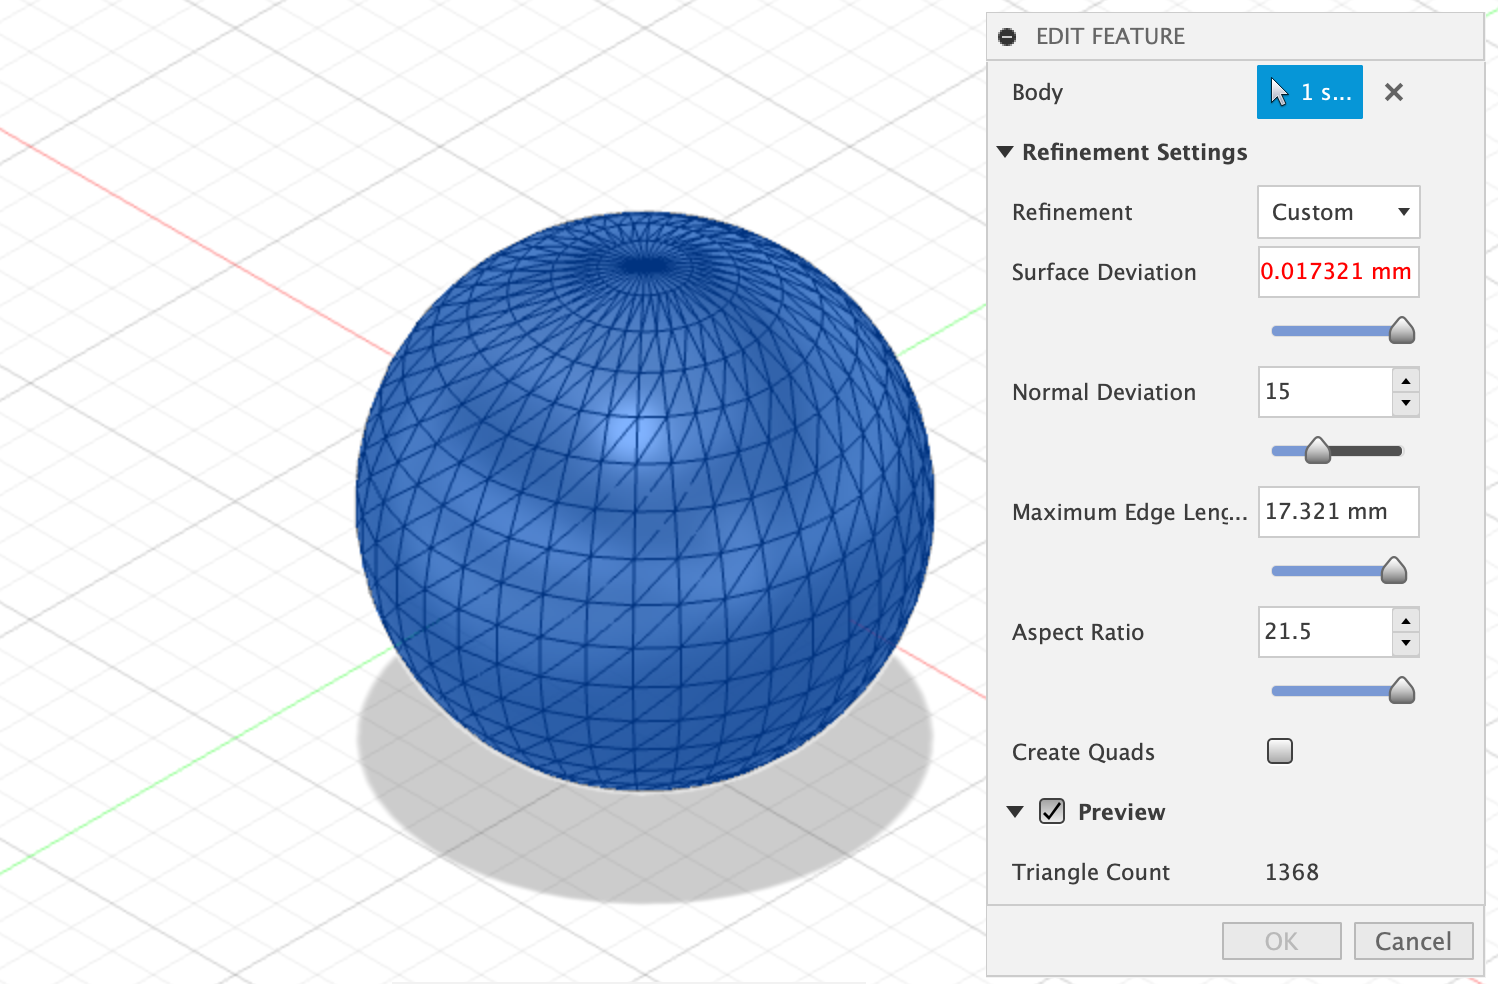 EDIT FEATURE
Body 1 s...
Refinement Settings
Refinement Custom
Surface Deviation 0.017321 mm
Normal Deviation 15
Maximum Edge Leng... 17.321 mm
Aspect Ratio 21.5
Create Quads
Preview
Triangle Count 1368
OK Cancel